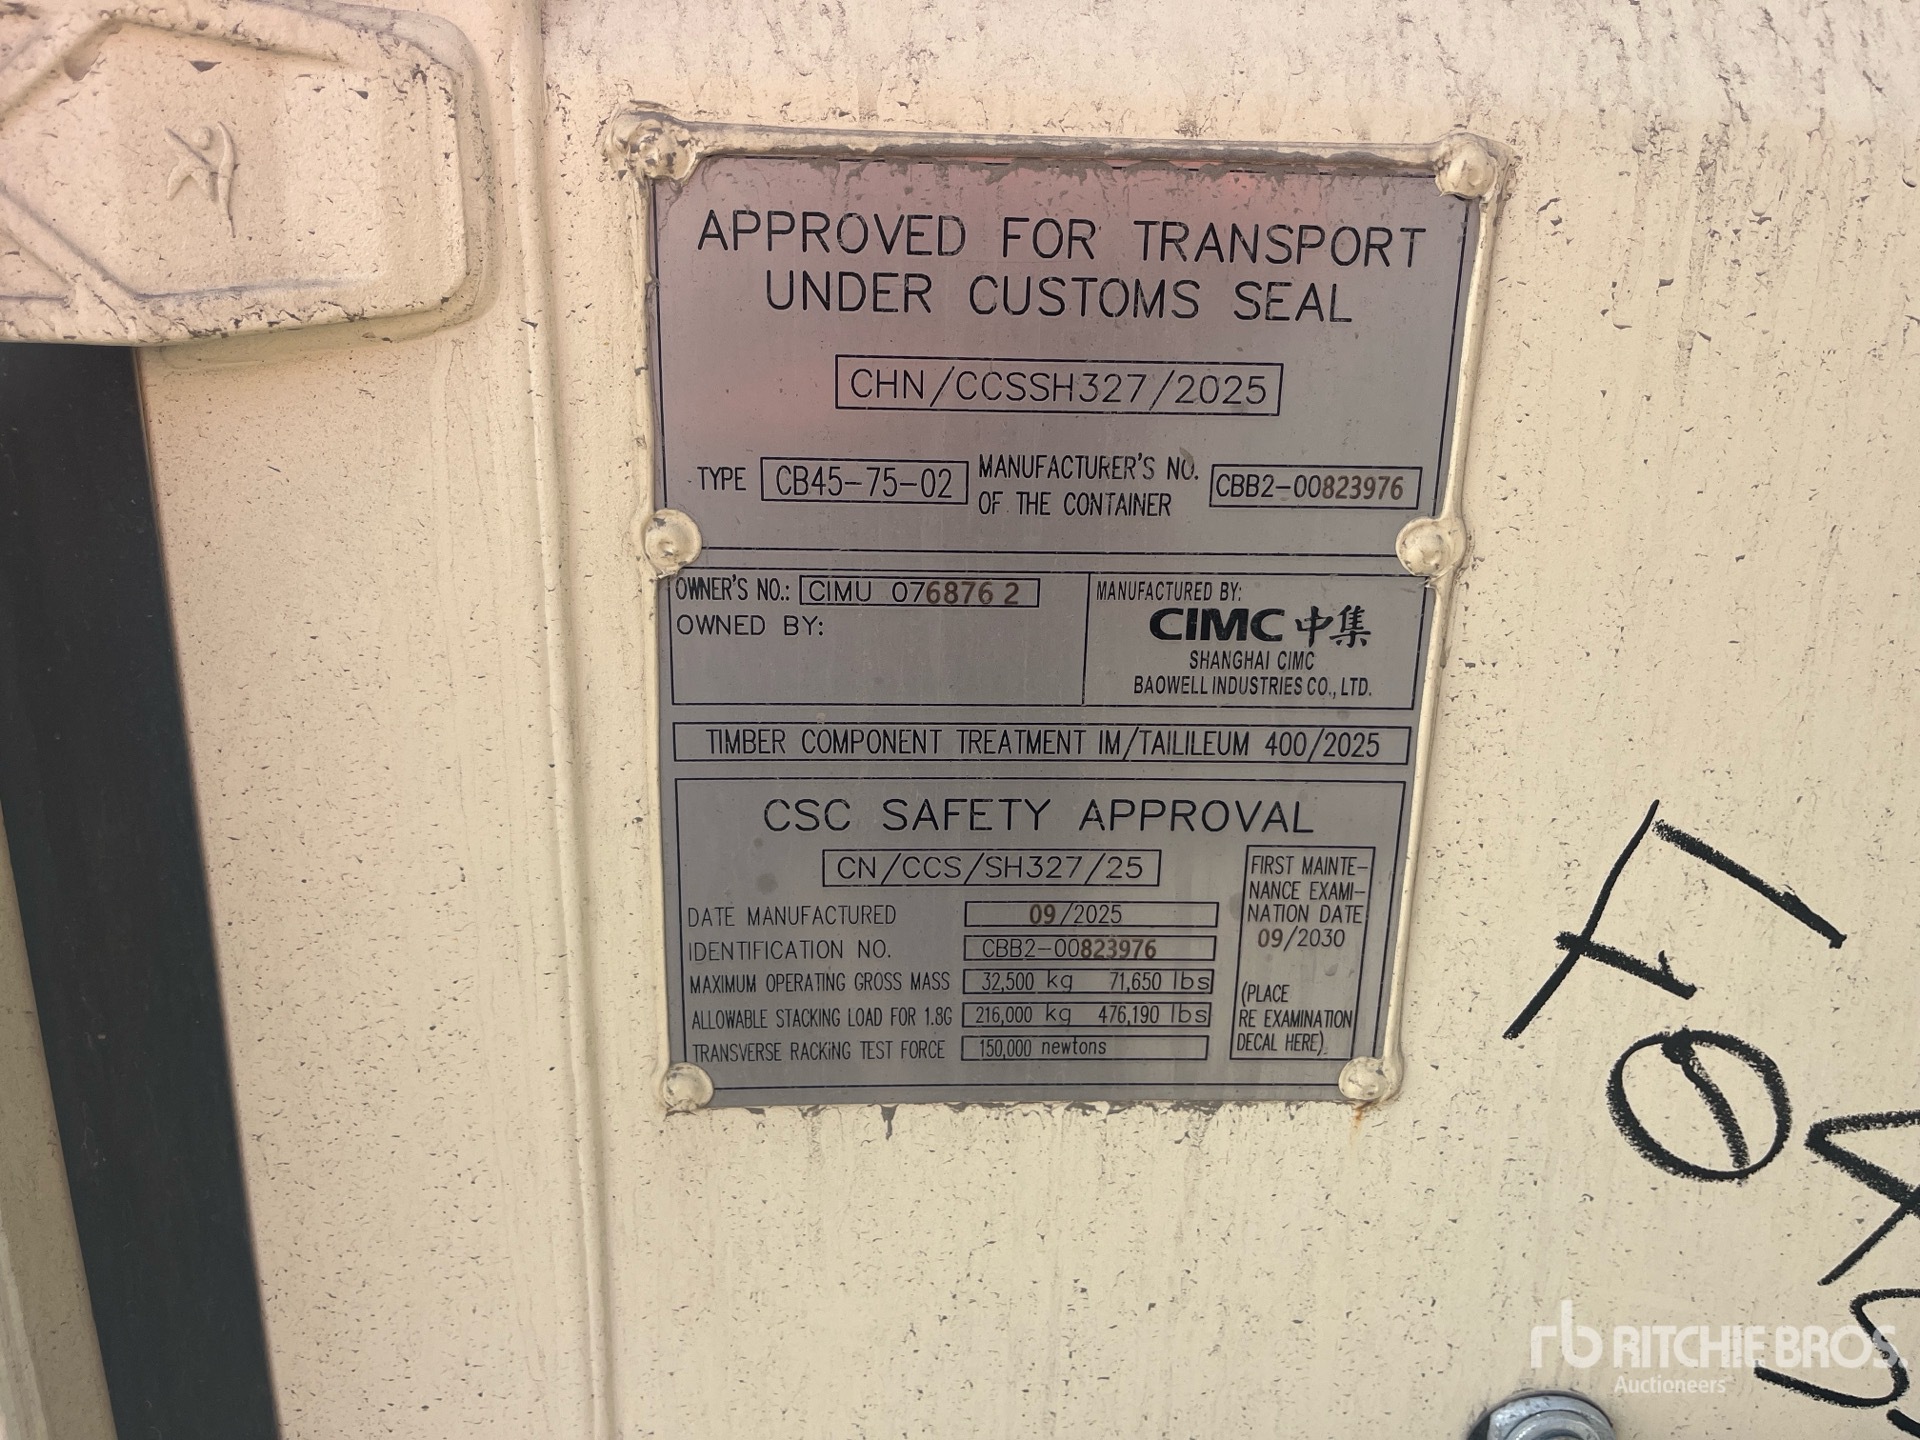 APPROVED FOR TRANSPORT
UNDER CUSTOMS SEAL
CHN/CCSSH327/2025
TYPE CB45-75-02 MANUFACTURER'S NO. OF THE CONTAINER CBB2-00823976
OWNER'S NO.: CIMU 076876 2
OWNED BY:
MANUFACTURED BY:
CIMC 中集
SHANGHAI CIMC
BAOWELL INDUSTRIES CO., LTD.
TIMBER COMPONENT TREATMENT IM/TAILILEUM 400/2025
CSC SAFETY APPROVAL
CN/CCS/SH327/25
DATE MANUFACTURED 09/2025
IDENTIFICATION NO. CBB2-00823976
MAXIMUM OPERATING GROSS MASS 32,500 kg 71,650 lbs
ALLOWABLE STACKING LOAD FOR 1.8G 216,000 kg 476,190 lbs
TRANSVERSE RACKING TEST FORCE 150,000 newtons
FIRST MAINTE-
NANCE EXAMI-
NATION DATE
09/2030
(PLACE
RE EXAMINATION
DECAL HERE).
rb RITCHIE BROS.
Auctioneers